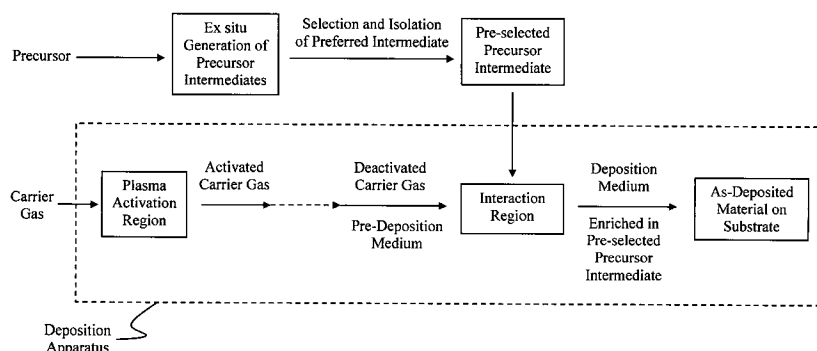 Precursor
Ex situ
Generation of
Precursor
Intermediates
Selection and Isolation
of Preferred Intermediate
Pre-selected
Precursor
Intermediate
Carrier
Gas
Plasma
Activation
Region
Activated
Carrier Gas
Deactivated
Carrier Gas
Pre-Deposition
Medium
Interaction
Region
Deposition
Medium
Enriched in
Pre-selected
Precursor
Intermediate
As-Deposited
Material on
Substrate
Deposition
Apparatus